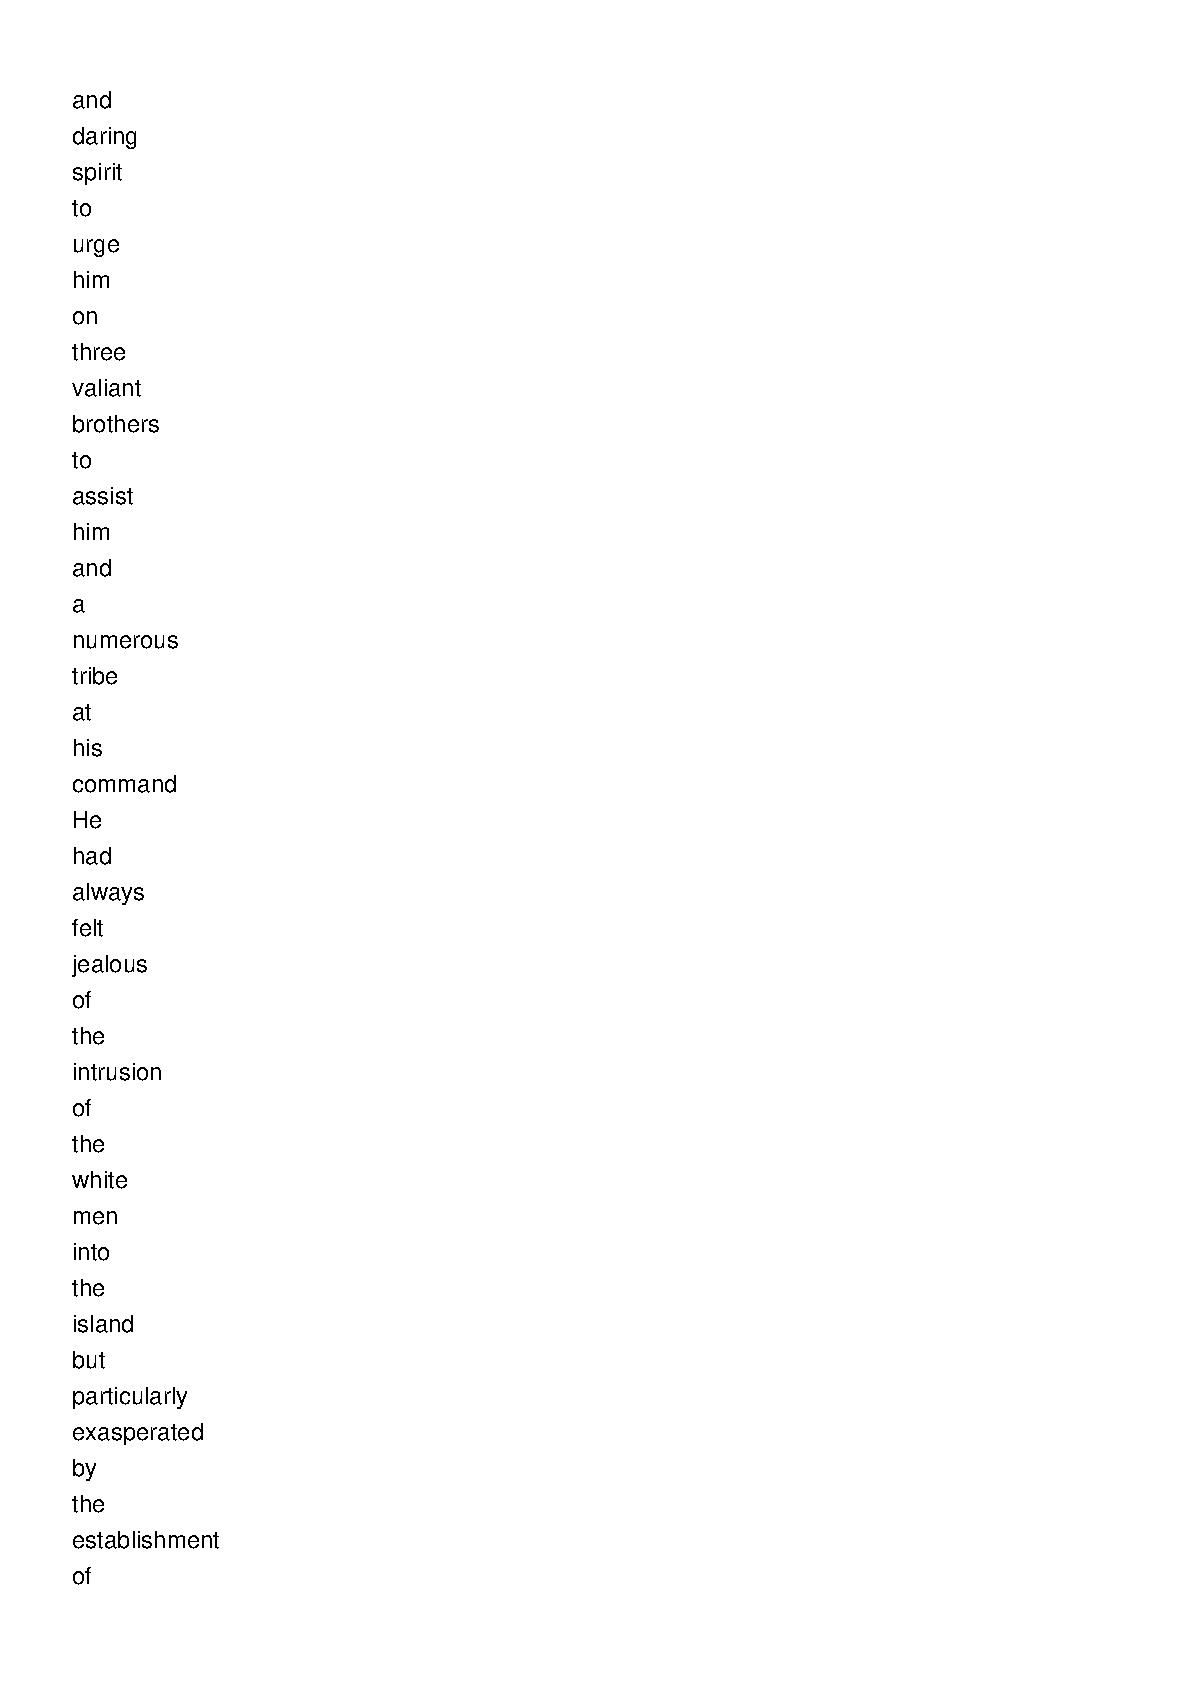 and
daring
spirit
to
urge
him
on
three
valiant
brothers
to
assist
him
and
a
numerous
tribe
at
his
command
He
had
always
felt
jealous
of
the
intrusion
of
the
white
men
into
the
island
but
particularly
exasperated
by
the
establishment
of